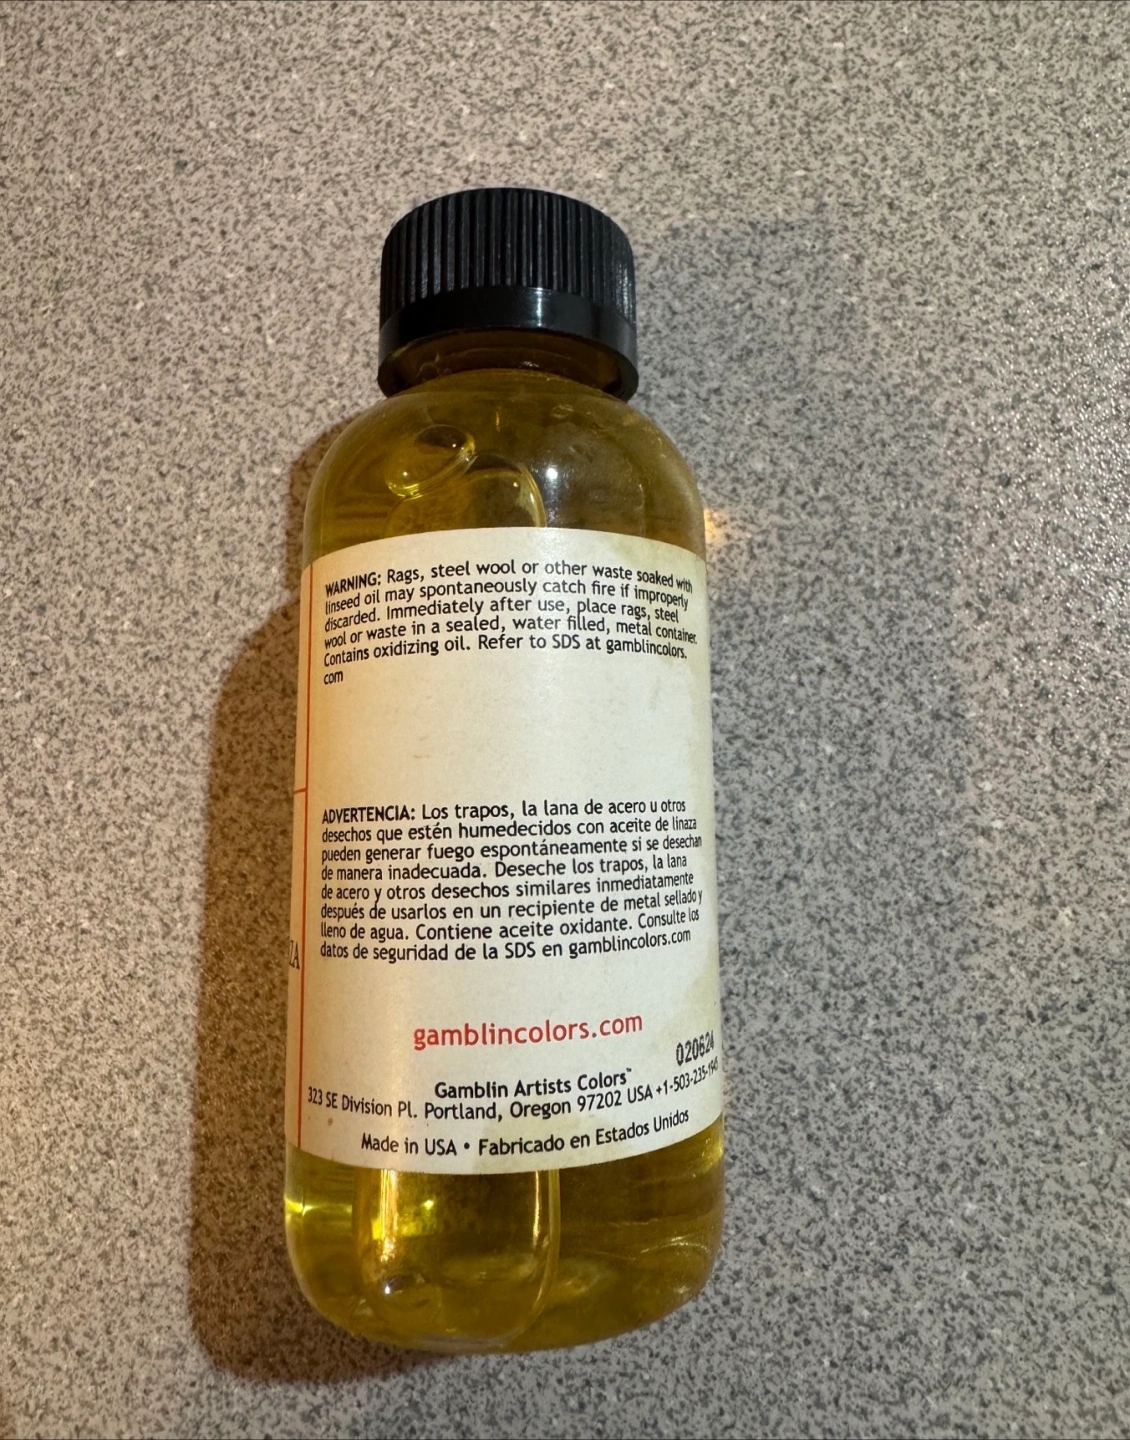 WARNING: Rags, steel wool or other waste soaked with
linseed oil may spontaneously catch fire if improperly
discarded. Immediately after use, place rags, steel
wool or waste in a sealed, water filled, metal container.
Contains oxidizing oil. Refer to SDS at gamblincolors.
com
ADVERTENCIA: Los trapos, la lana de acero u otros
desechos que estén humedecidos con aceite de linaza
pueden generar fuego espontáneamente si se desechan
de manera inadecuada. Deseche los trapos, la lana
de acero y otros desechos similares inmediatamente
después de usarlos en un recipiente de metal sellado y
lleno de agua. Contiene aceite oxidante. Consulte los
datos de seguridad de la SDS en gamblincolors.com
gamblincolors.com
020624
Gamblin Artists Colors™
323 SE Division Pl. Portland, Oregon 97202 USA +1-503-235-1945
Made in USA • Fabricado en Estados Unidos